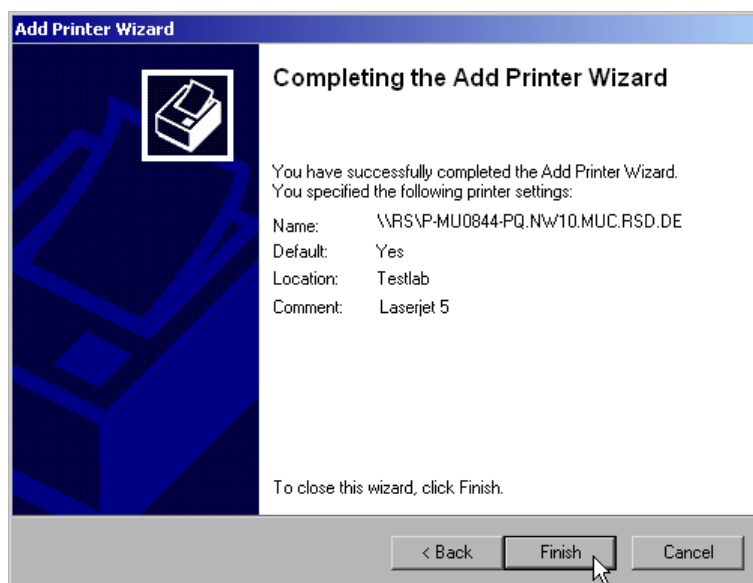 Add Printer Wizard
Completing the Add Printer Wizard
You have successfully completed the Add Printer Wizard.
You specified the following printer settings:
Name: \\RS\P-MU0844-PQ.NW10.MUC.RSD.DE
Default: Yes
Location: Testlab
Comment: Laserjet 5
To close this wizard, click Finish.
< Back Finish Cancel